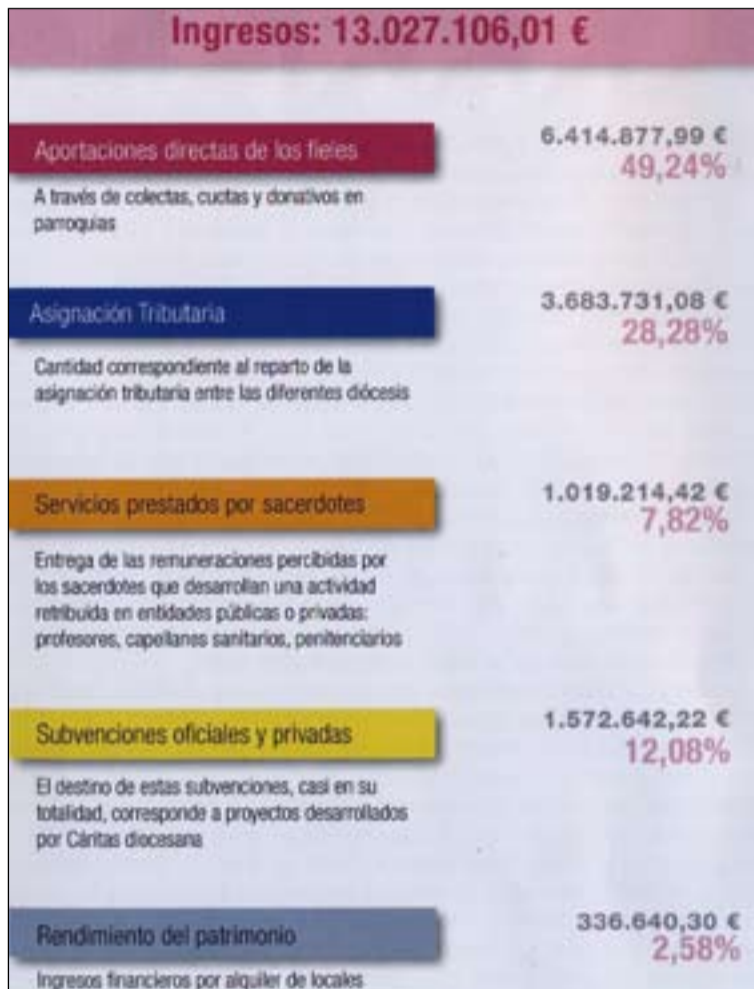 Ingresos: 13.027.106,01 €
Aportaciones directas de los fieles
6.414.877,99 €
49,24%
A través de colectas, cuotas y donativos en
parroquias
Asignación Tributaria
3.683.731,08 €
28,28%
Cantidad correspondiente al reparto de la
asignación tributaria entre las diferentes diócesis
Servicios prestados por sacerdotes
1.019.214,42 €
7,82%
Entrega de las remuneraciones percibidas por
los sacerdotes que desarrollan una actividad
retribuida en entidades públicas o privadas:
profesores, capellanes sanitarios, penitenciarios
Subvenciones oficiales y privadas
1.572.642,22 €
12,08%
El destino de estas subvenciones, casi en su
totalidad, corresponde a proyectos desarrollados
por Cáritas diocesana
Rendimiento del patrimonio
336.640,30 €
2,58%
Ingresos financieros por alquiler de locales